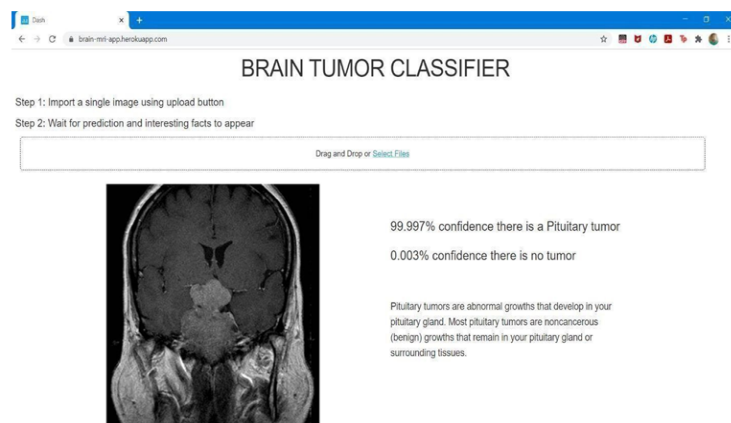 Dash
brain-mri-app.herokuapp.com
BRAIN TUMOR CLASSIFIER
Step 1: Import a single image using upload button
Step 2: Wait for prediction and interesting facts to appear
Drag and Drop or Select Files
99.997% confidence there is a Pituitary tumor
0.003% confidence there is no tumor
Pituitary tumors are abnormal growths that develop in your
pituitary gland. Most pituitary tumors are noncancerous
(benign) growths that remain in your pituitary gland or
surrounding tissues.